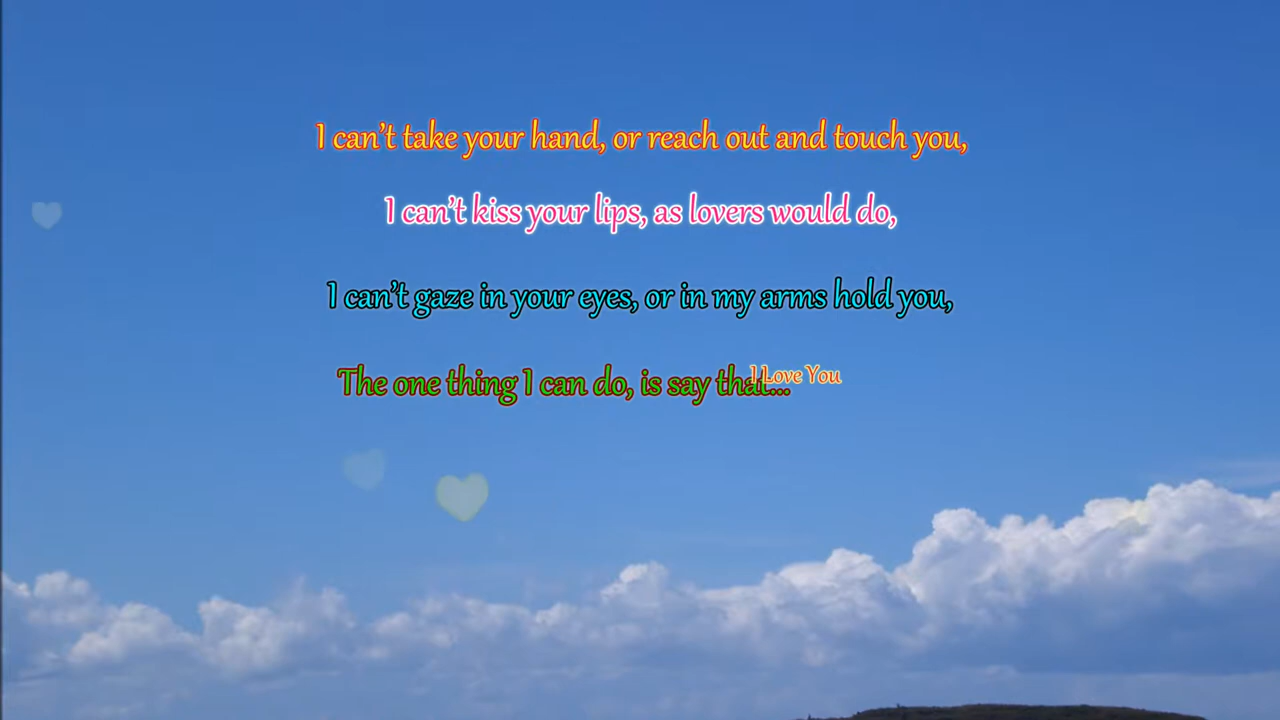 I can't take your hand, or reach out and touch you,
I can't kiss your lips, as lovers would do,
I can't gaze in your eyes, or in my arms hold you,
The one thing I can do, is say that...
I Love You